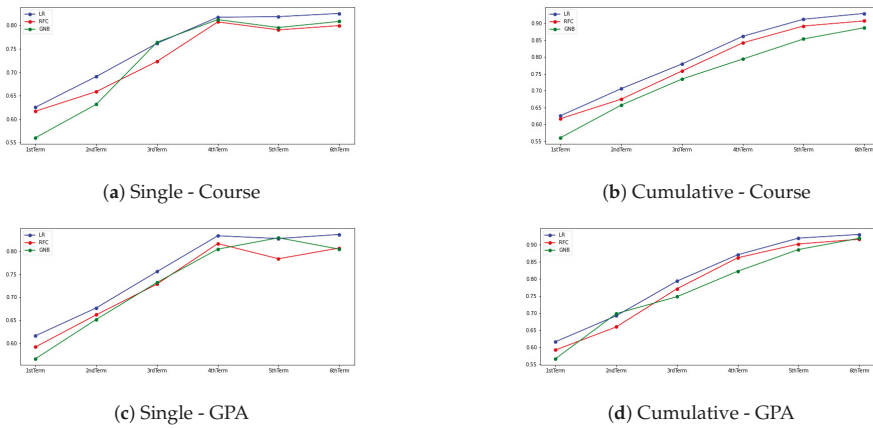 LR
RFC
GNB
0.80
0.75
0.70
0.65
0.60
0.55
1stTerm 2ndTerm 3rdTerm 4thTerm 5thTerm 6thTerm
(a) Single - Course
LR
RFC
GNB
0.90
0.85
0.80
0.75
0.70
0.65
0.60
0.55
1stTerm 2ndTerm 3rdTerm 4thTerm 5thTerm 6thTerm
(b) Cumulative - Course
LR
RFC
GNB
0.80
0.75
0.70
0.65
0.60
1stTerm 2ndTerm 3rdTerm 4thTerm 5thTerm 6thTerm
(c) Single - GPA
LR
RFC
GNB
0.90
0.85
0.80
0.75
0.70
0.65
0.60
0.55
1stTerm 2ndTerm 3rdTerm 4thTerm 5thTerm 6thTerm
(d) Cumulative - GPA